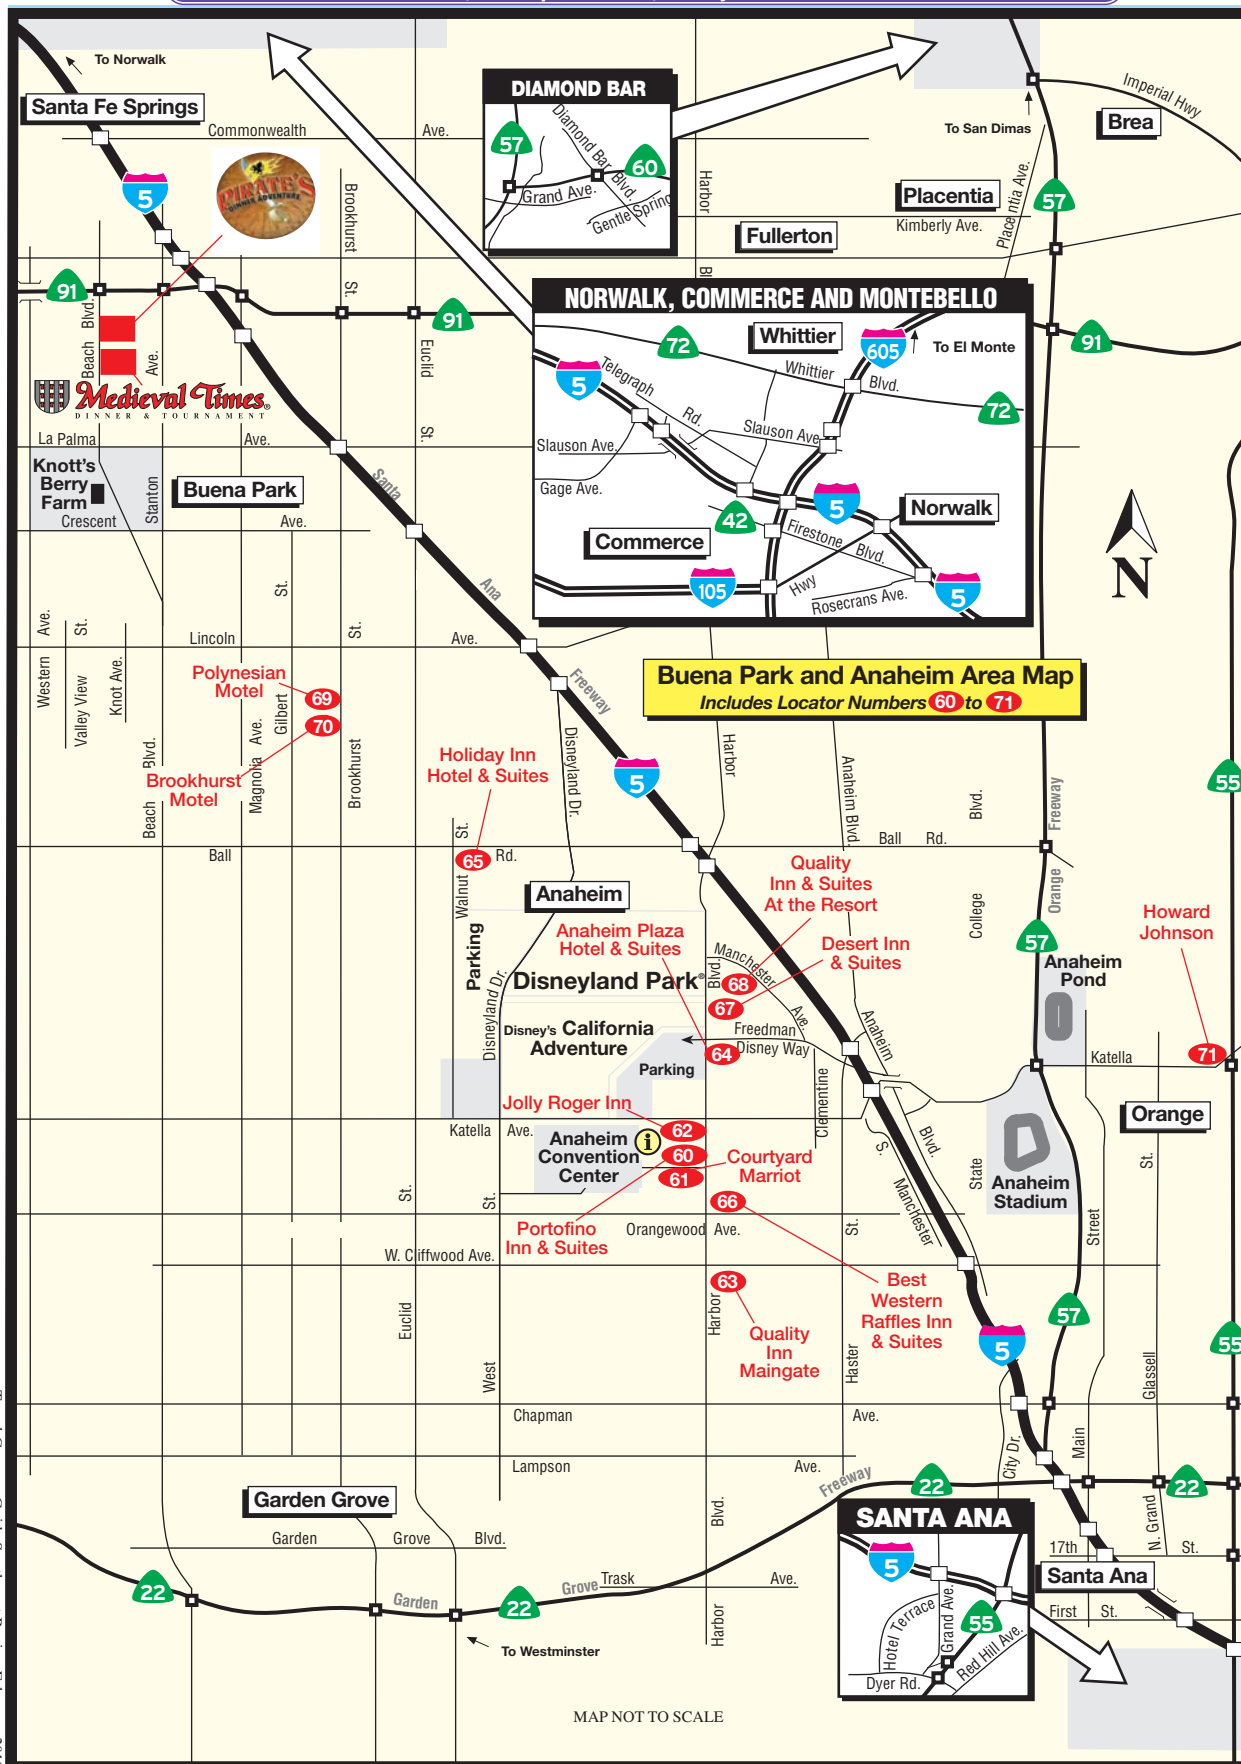 To Norwalk
Santa Fe Springs
Commonwealth
Ave.
5
PIRATE'S
DINNER ADVENTURE
Brookhurst
St.
DIAMOND BAR
57
Diamond Bar Blvd.
60
Grand Ave.
Gentle Spring
Harbor
Bl
To San Dimas
Imperial Hwy
Brea
Placentia
Placentia Ave.
57
Kimberly Ave.
Fullerton
91
91
91
Beach Blvd.
Ave.
Euclid
St.
Medieval Times®
DINNER & TOURNAMENT
NORWALK, COMMERCE AND MONTEBELLO
72
Whittier
605
To El Monte
5
Telegraph
Rd.
Whittier
Blvd.
72
Slauson Ave.
Slauson Ave.
Gage Ave.
5
42
Norwalk
Commerce
Firestone
Blvd.
105
Hwy
Rosecrans Ave.
5
La Palma
Ave.
Knott's
Berry
Farm
Crescent
Ave.
Stanton
Buena Park
Santa
Ana
Freeway
N
St.
Western
Ave.
Valley View
St.
Knot Ave.
Lincoln
St.
Ave.
Polynesian
Motel
69
70
Gilbert
Brookhurst
Motel
Beach
Blvd.
Magnolia
Ave.
Brookhurst
Buena Park and Anaheim Area Map
Includes Locator Numbers 60 to 71
Holiday Inn
Hotel & Suites
Disneyland Dr.
5
Harbor
Anaheim Blvd.
Blvd.
Freeway
55
Ball
St.
65
Rd.
Walnut
Ball
Rd.
College
Orange
Quality
Inn & Suites
At the Resort
Anaheim
Parking
Anaheim Plaza
Hotel & Suites
Desert Inn
& Suites
57
Howard
Johnson
Disneyland Park®
Disneyland Dr.
Blvd.
Manchester
Ave.
68
67
Anaheim
Pond
Disney's California
Adventure
Freedman
Disney Way
64
Parking
Clementine
Anaheim
Blvd.
Katella
71
Jolly Roger Inn
Katella
Ave.
Anaheim
Convention
Center
i
62
60
61
Courtyard
Marriot
S.
Manchester
State
Anaheim
Stadium
Orange
St.
Street
St.
St.
66
Portofino
Inn & Suites
Orangewood
Ave.
St.
W. Cliffwood Ave.
63
Harbor
Best
Western
Raffles Inn
& Suites
Quality
Inn
Maingate
Euclid
57
5
55
West
Haster
Glassell
Chapman
Ave.
City Dr.
Main
Lampson
Ave.
Freeway
22
22
Garden Grove
Blvd.
Garden
Grove
Blvd.
SANTA ANA
5
Hotel Terrace
Grand Ave.
55
Red Hill Ave.
Dyer Rd.
N. Grand
17th
St.
Santa Ana
First
St.
22
Garden
22
Grove
Trask
Ave.
Harbor
To Westminster
MAP NOT TO SCALE